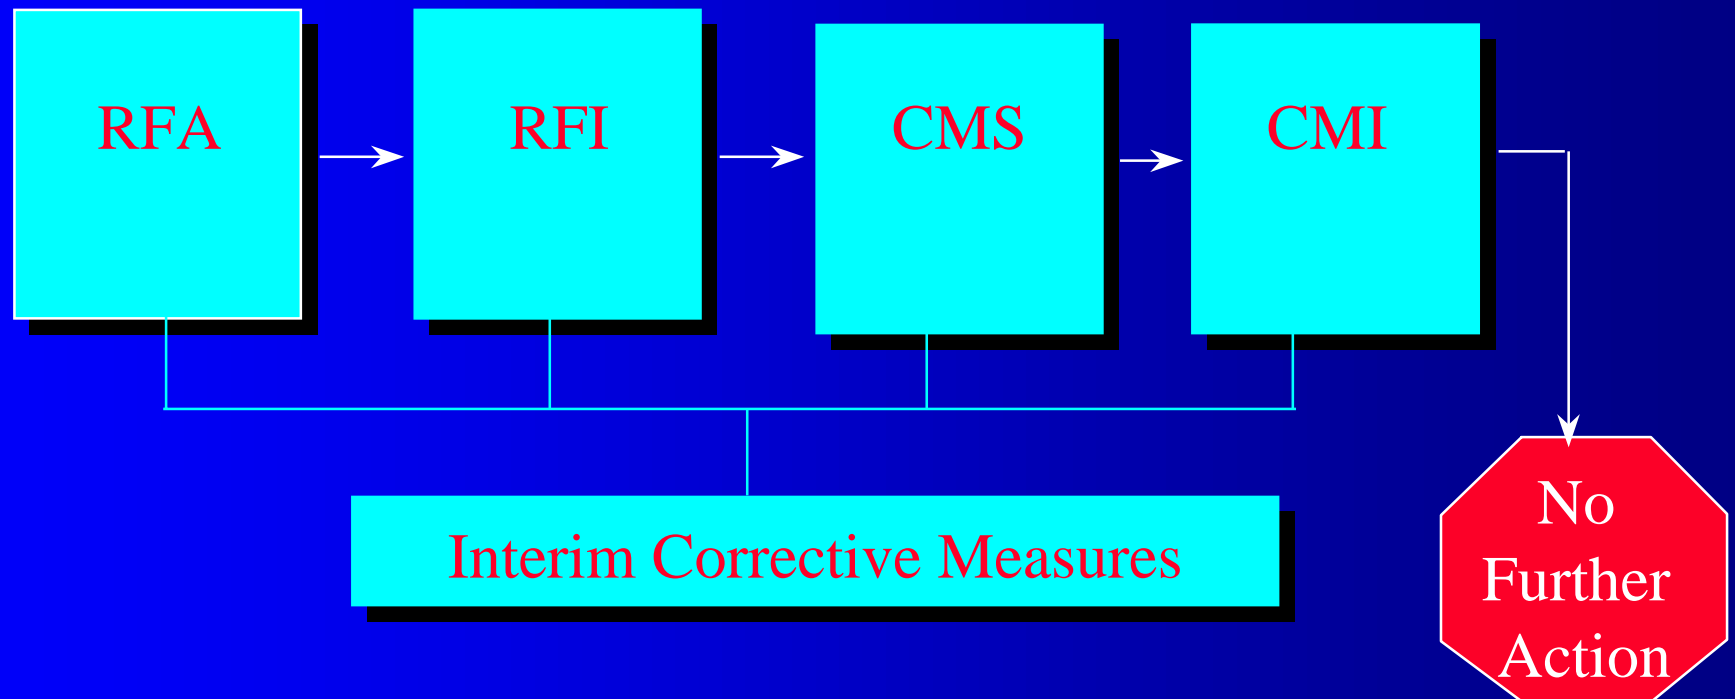 RFA
RFI
CMS
CMI
Interim Corrective Measures
No
Further
Action